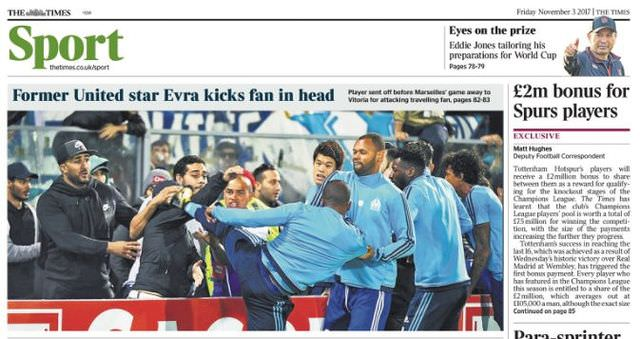 THE TIMES
Friday November 3 2017 | THE TIMES
Sport
thetimes.co.uk/sport
Eyes on the prize
Eddie Jones tailoring his
preparations for World Cup
Pages 78-79
Former United star Evra kicks fan in head
Player sent off before Marseilles' game away to
Vitoria for attacking travelling fan, pages 82-83
£2m bonus for
Spurs players
EXCLUSIVE
Matt Hughes
Deputy Football Correspondent
Tottenham Hotspur's players will
receive a £2million bonus to share
between them as a reward for qualify-
ing for the knockout stages of the
Champions League. The Times has
learnt that the club's Champions
League players' pool is worth a total of
£7.5 million for winning the competi-
tion, with the size of the payments
increasing the further they progress.
Tottenham's success in reaching the
last 16, which was achieved as a result of
Wednesday's historic victory over Real
Madrid at Wembley, has triggered the
first bonus payment. Every player who
has featured in the Champions League
this season is entitled to a share of the
£2 million, which averages out at
£105,000 a man, although the exact size
Continued on page 85
Para-sprinter